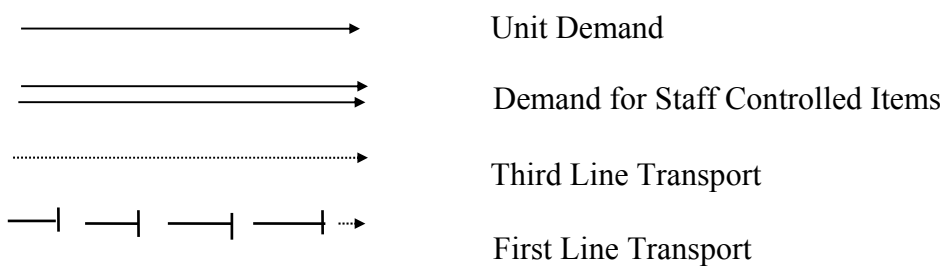 Unit Demand
Demand for Staff Controlled Items
Third Line Transport
First Line Transport